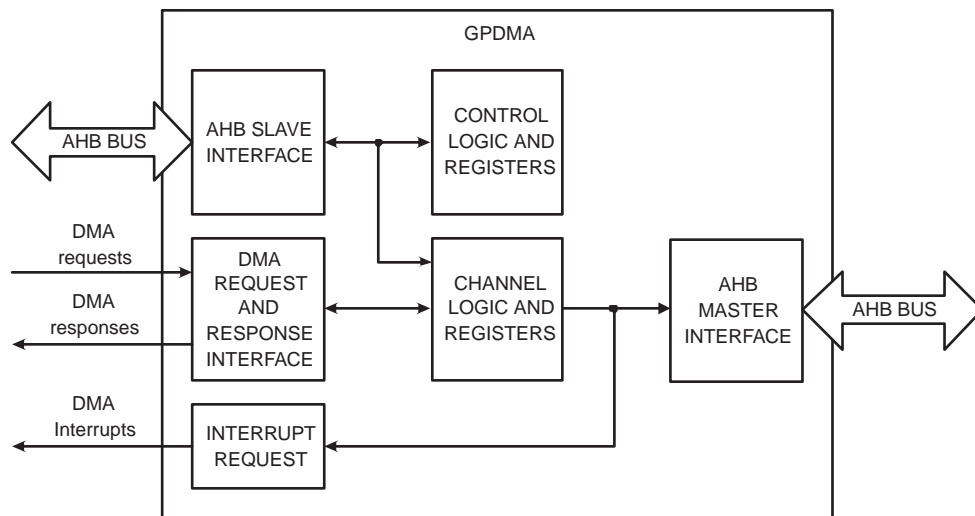 GPDMA
AHB BUS
AHB SLAVE
INTERFACE
CONTROL
LOGIC AND
REGISTERS
DMA
requests
DMA
responses
DMA
REQUEST
AND
RESPONSE
INTERFACE
CHANNEL
LOGIC AND
REGISTERS
AHB
MASTER
INTERFACE
AHB BUS
DMA
Interrupts
INTERRUPT
REQUEST